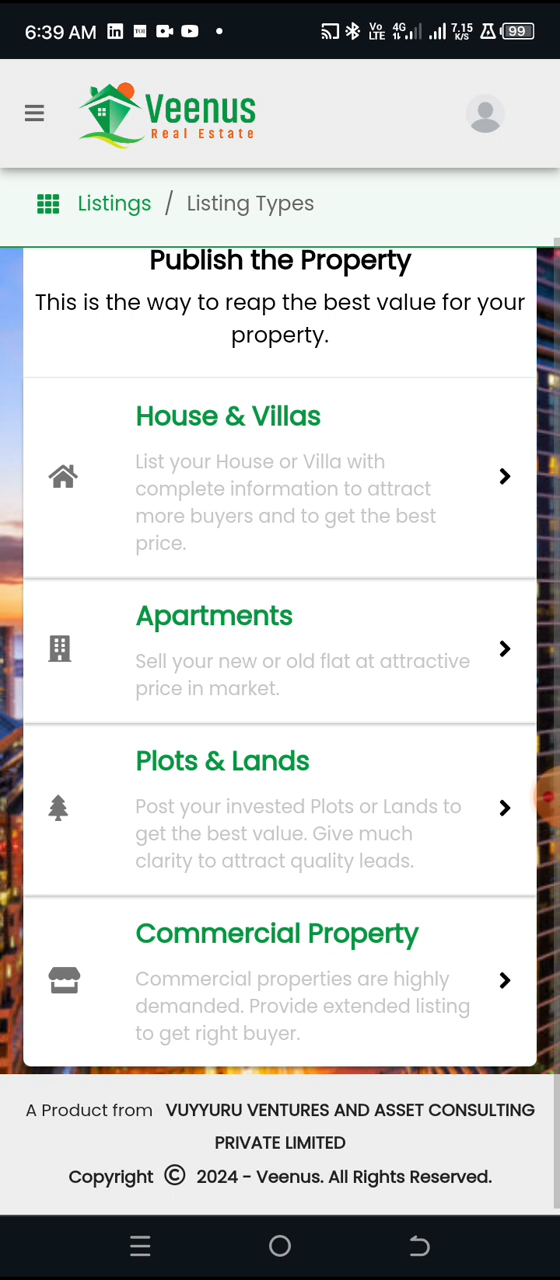 6:39 AM
Vo LTE 4G 7.15 K/S 99
Veenus
Real Estate
Listings / Listing Types
Publish the Property
This is the way to reap the best value for your
property.
House & Villas
List your House or Villa with
complete information to attract
more buyers and to get the best
price.
Apartments
Sell your new or old flat at attractive
price in market.
Plots & Lands
Post your invested Plots or Lands to
get the best value. Give much
clarity to attract quality leads.
Commercial Property
Commercial properties are highly
demanded. Provide extended listing
to get right buyer.
A Product from VUYYURU VENTURES AND ASSET CONSULTING
PRIVATE LIMITED
Copyright © 2024 - Veenus. All Rights Reserved.